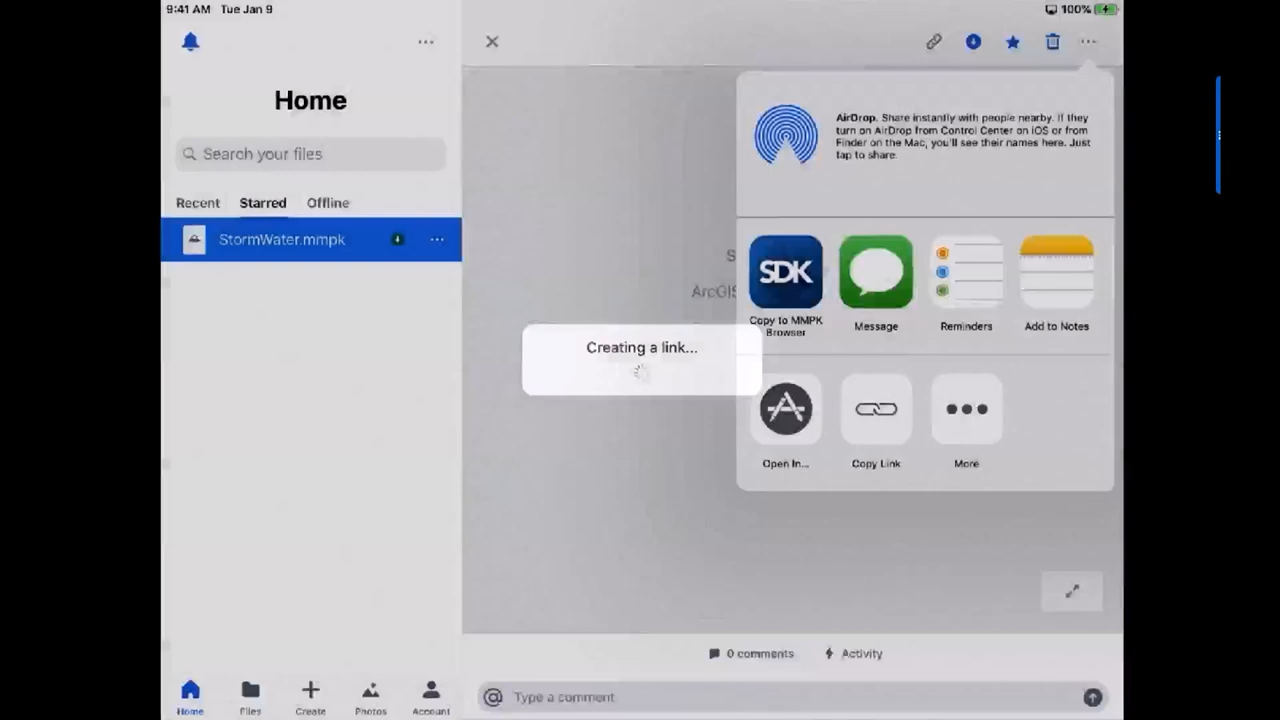 9:41 AM Tue Jan 9
100%
Home
Search your files
Recent
Starred
Offline
StormWater.mmpk
AirDrop. Share instantly with people nearby. If they
turn on AirDrop from Control Center on iOS or from
Finder on the Mac, you'll see their names here. Just
tap to share.
SDK
Copy to MMPK
Browser
Message
Reminders
Add to Notes
S
ArcGIS
Creating a link...
Open In...
Copy Link
More
0 comments
Activity
@ Type a comment
Home
Files
Create
Photos
Account